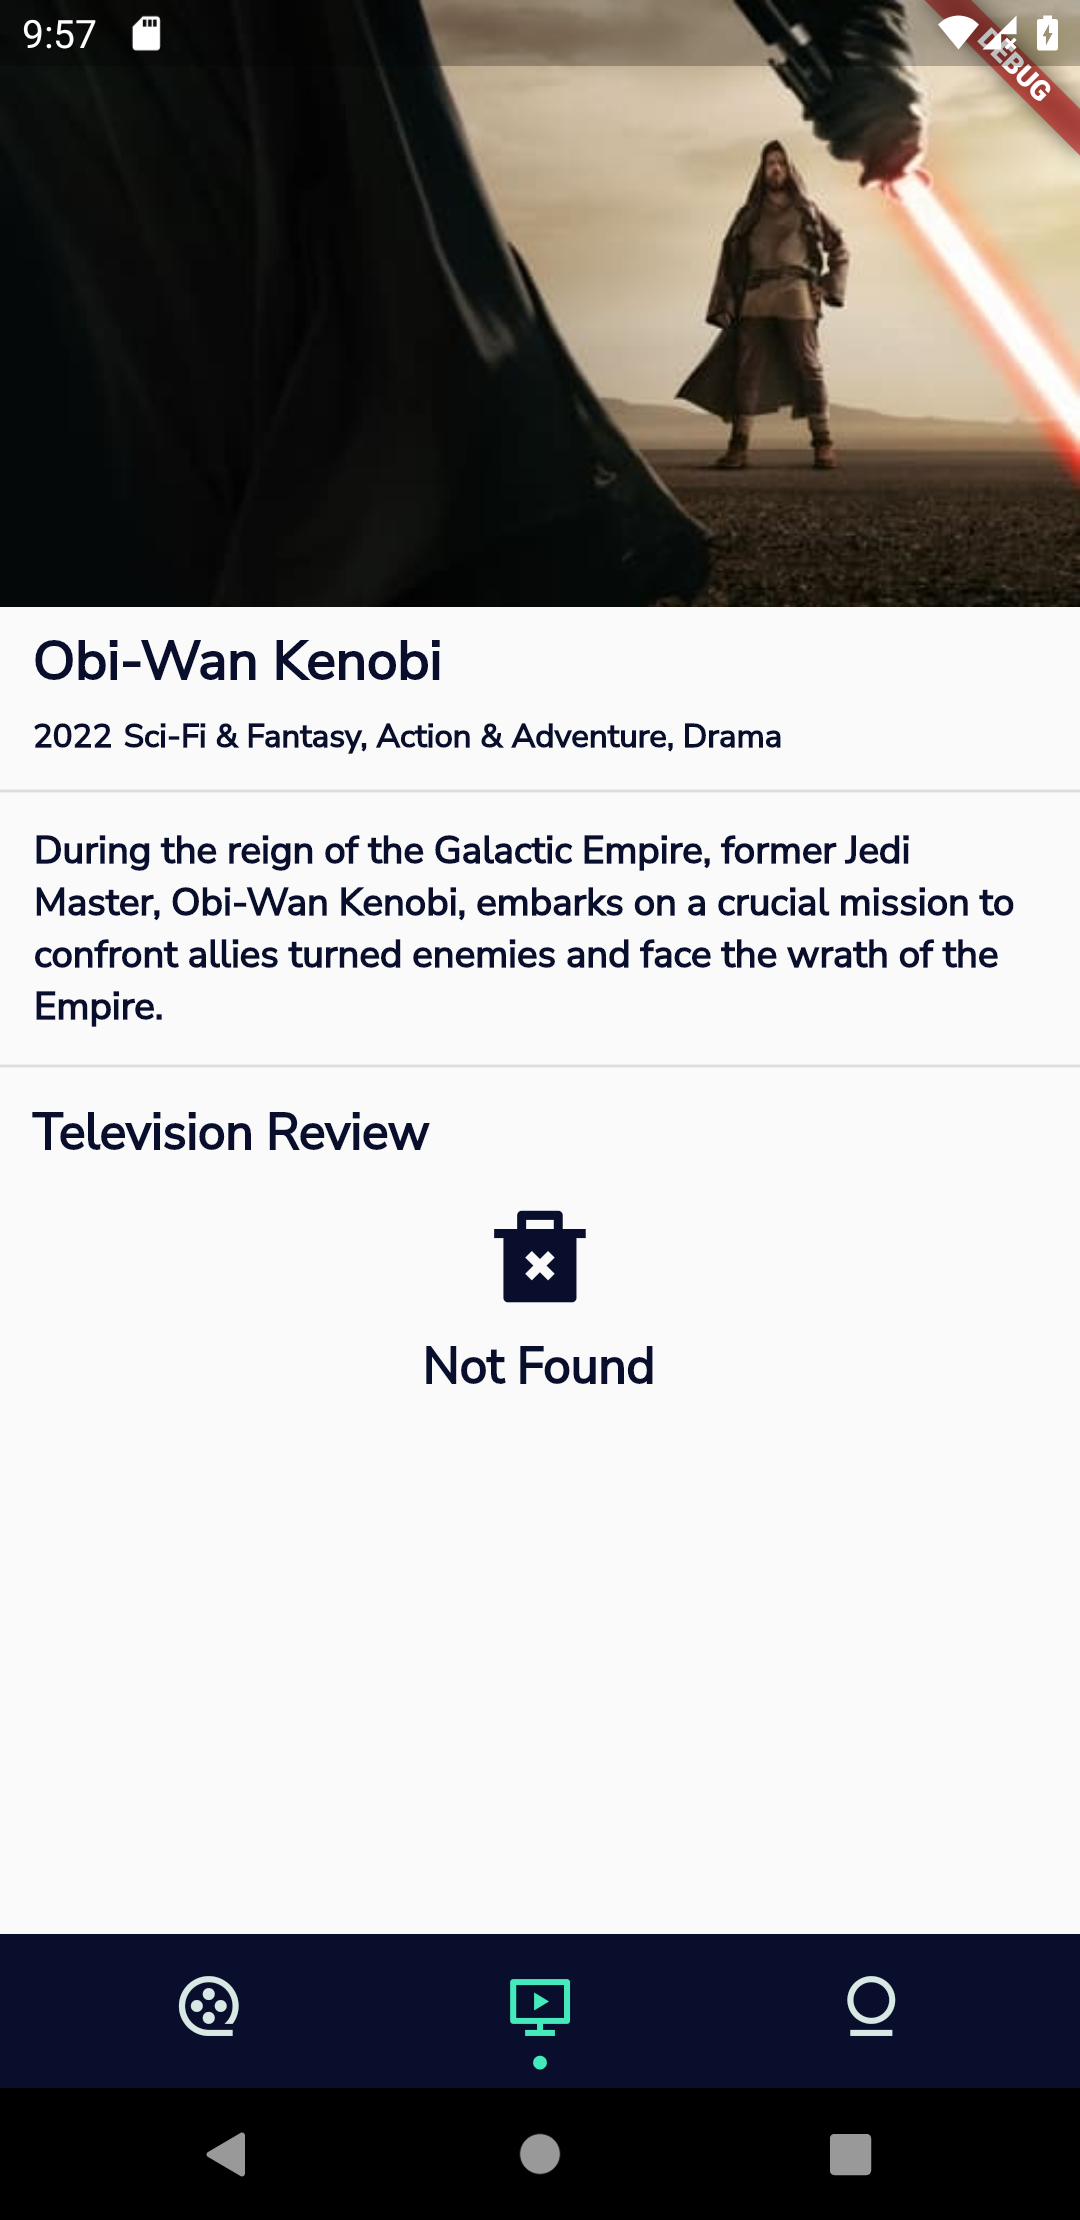 9:57
DEBUG
Obi-Wan Kenobi
2022 Sci-Fi & Fantasy, Action & Adventure, Drama
During the reign of the Galactic Empire, former Jedi
Master, Obi-Wan Kenobi, embarks on a crucial mission to
confront allies turned enemies and face the wrath of the
Empire.
Television Review
Not Found